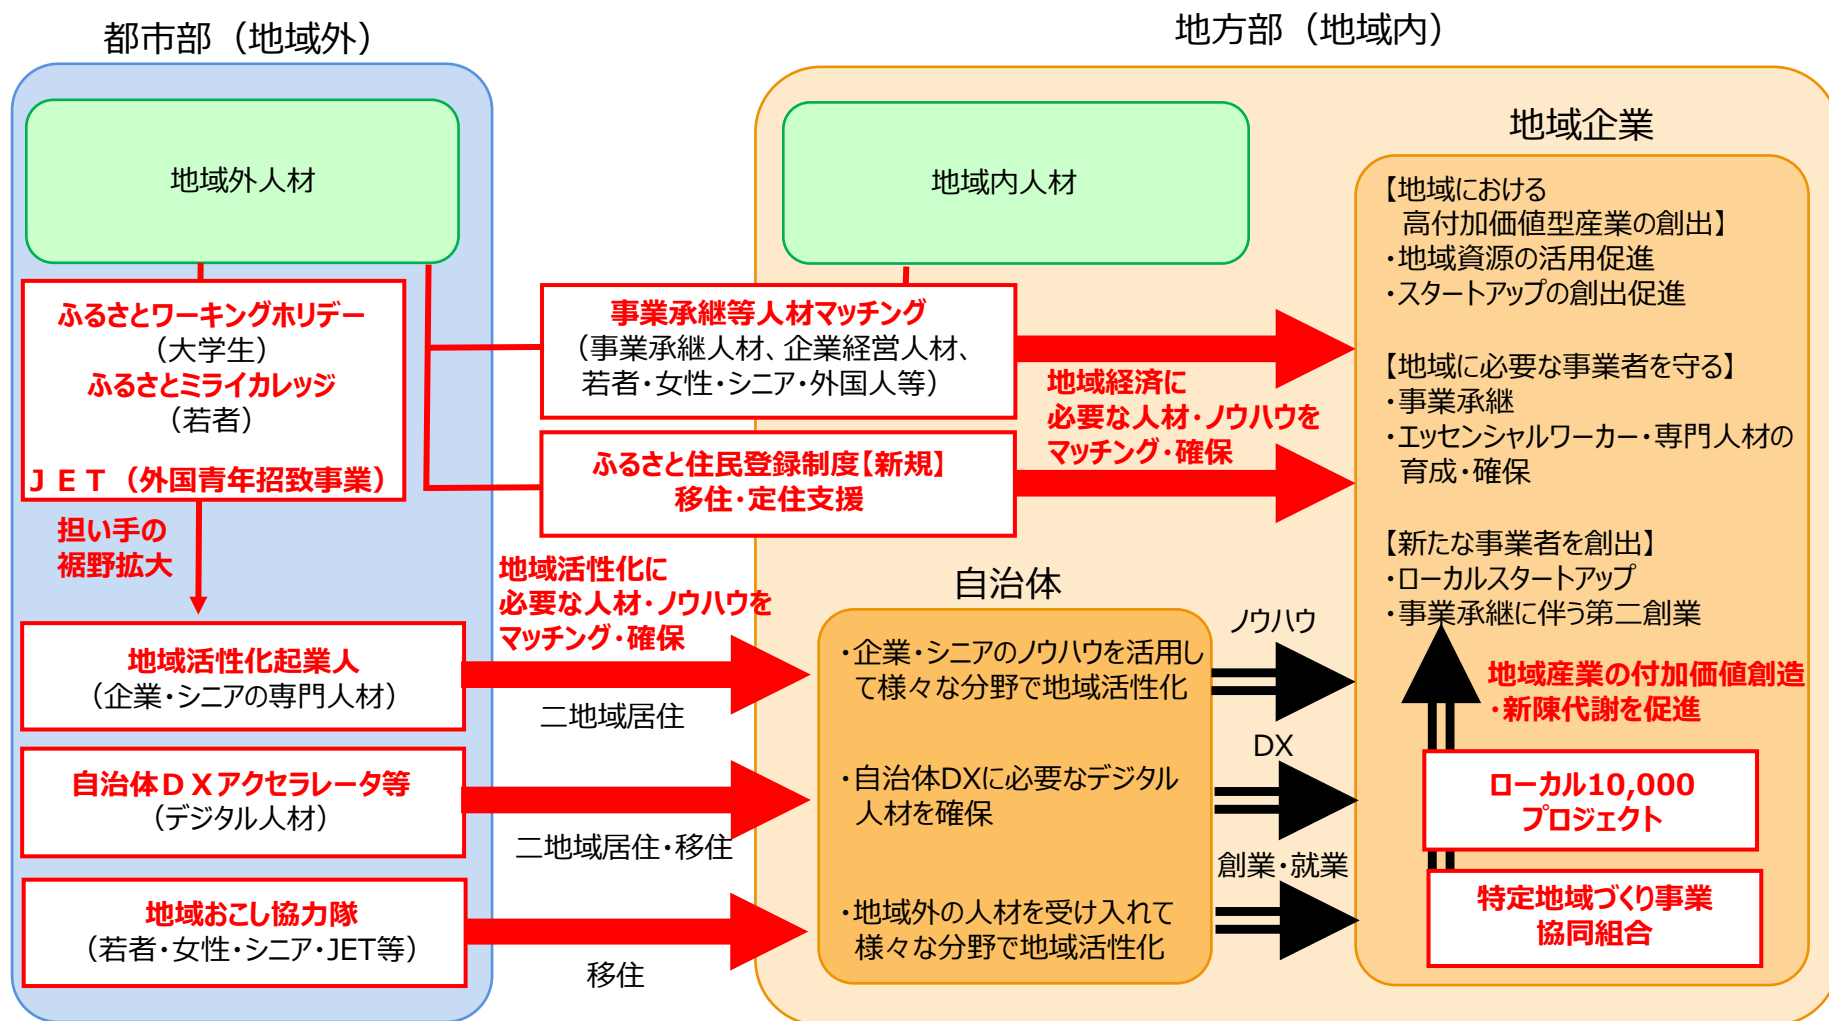 都市部（地域外）
地域外人材
ふるさとワーキングホリデー
（大学生）
ふるさとミライカレッジ
（若者）
ＪＥＴ（外国青年招致事業）
担い手の
裾野拡大
地域活性化起業人
（企業・シニアの専門人材）
自治体ＤＸアクセラレータ等
（デジタル人材）
地域おこし協力隊
（若者・女性・シニア・JET等）
地域活性化に
必要な人材・ノウハウを
マッチング・確保
二地域居住
二地域居住・移住
移住
地方部（地域内）
地域内人材
事業承継等人材マッチング
（事業承継人材、企業経営人材、
若者・女性・シニア・外国人等）
ふるさと住民登録制度【新規】
移住・定住支援
地域経済に
必要な人材・ノウハウを
マッチング・確保
自治体
・企業・シニアのノウハウを活用し
て様々な分野で地域活性化
・自治体DXに必要なデジタル
人材を確保
・地域外の人材を受け入れて
様々な分野で地域活性化
ノウハウ
DX
創業・就業
地域企業
【地域における
高付加価値型産業の創出】
・地域資源の活用促進
・スタートアップの創出促進
【地域に必要な事業者を守る】
・事業承継
・エッセンシャルワーカー・専門人材の
育成・確保
【新たな事業者を創出】
・ローカルスタートアップ
・事業承継に伴う第二創業
地域産業の付加価値創造
・新陳代謝を促進
ローカル10,000
プロジェクト
特定地域づくり事業
協同組合